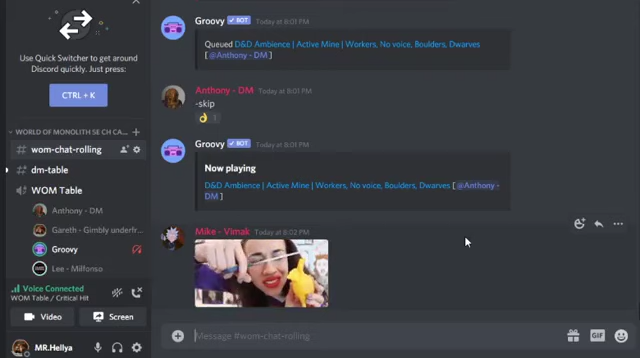 Use Quick Switcher to get around
Discord quickly. Just press:
CTRL + K
WORLD OF MONOLITH SE CH CA...
wom-chat-rolling
dm-table
WOM Table
Anthony - DM
Gareth - Gimbly underfr...
Groovy
Lee - Milfonso
Voice Connected
WOM Table / Critical Hit
Video
Screen
MR.Hellya
Groovy BOT Today at 8:01 PM
Queued D&D Ambience | Active Mine | Workers, No voice, Boulders, Dwarves
[@Anthony - DM]
Anthony - DM Today at 8:01 PM
-skip
1
Groovy BOT Today at 8:01 PM
Now playing
D&D Ambience | Active Mine | Workers, No voice, Boulders, Dwarves [@Anthony -
DM]
Mike - Vimak Today at 8:02 PM
Message #wom-chat-rolling
GIF